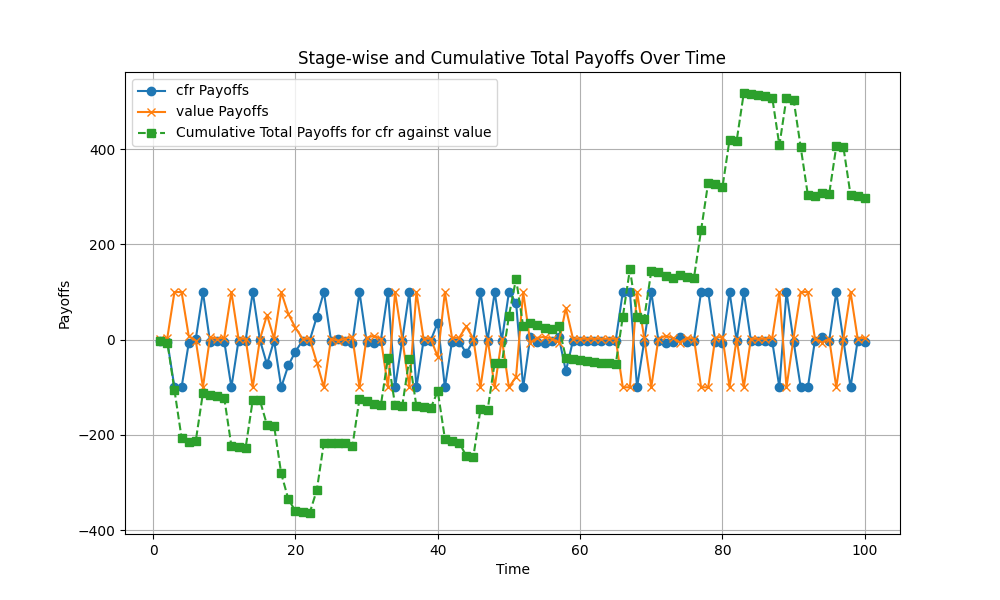 Stage-wise and Cumulative Total Payoffs Over Time
cfr Payoffs
value Payoffs
Cumulative Total Payoffs for cfr against value
Payoffs
400
200
0
−200
−400
0 20 40 60 80 100
Time